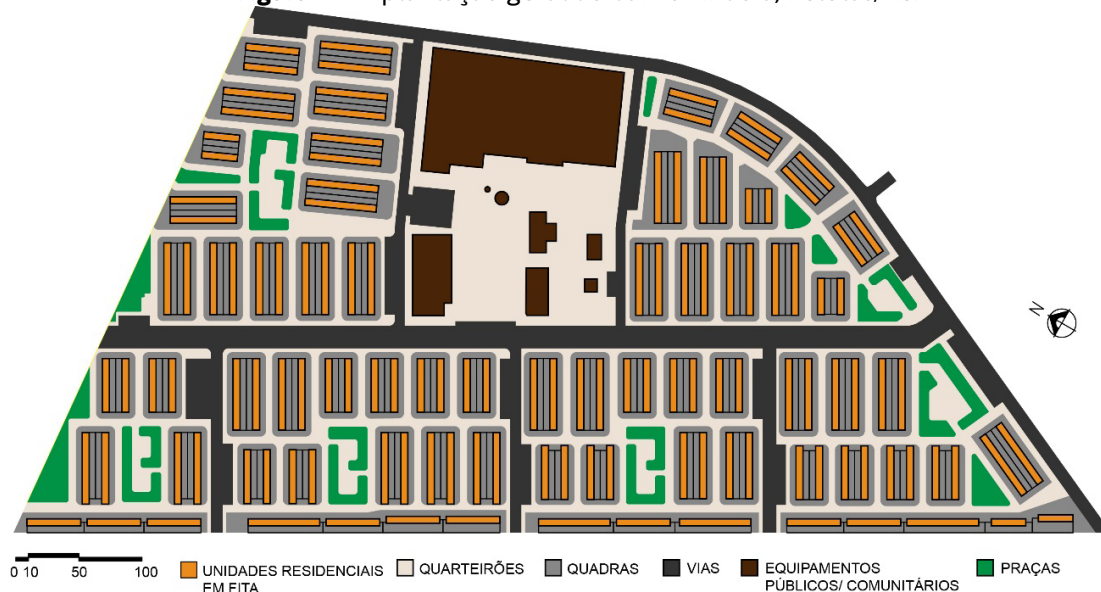 N
0 10 50 100
UNIDADES RESIDENCIAIS
EM FITA
QUARTEIRÕES
QUADRAS
VIAS
EQUIPAMENTOS
PÚBLICOS/ COMUNITÁRIOS
PRAÇAS